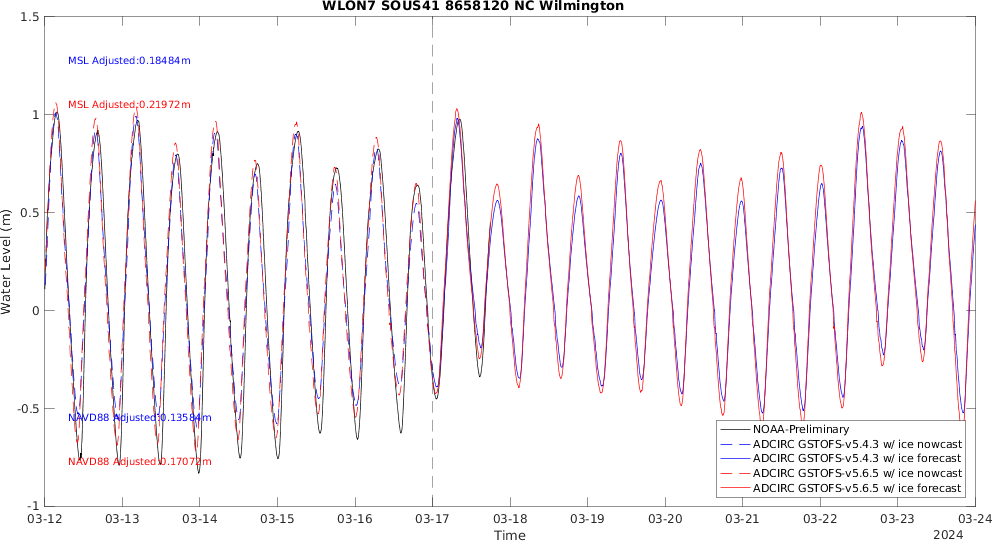 WLON7 SOUS41 8658120 NC Wilmington
1.5
1
0.5
0
-0.5
-1
Water Level (m)
MSL Adjusted:0.18484m
MSL Adjusted:0.21972m
NAVD88 Adjusted:0.13584m
NAVD88 Adjusted:0.17072m
NOAA-Preliminary
ADCIRC GSTOFS-v5.4.3 w/ ice nowcast
ADCIRC GSTOFS-v5.4.3 w/ ice forecast
ADCIRC GSTOFS-v5.6.5 w/ ice nowcast
ADCIRC GSTOFS-v5.6.5 w/ ice forecast
03-12 03-13 03-14 03-15 03-16 03-17 03-18 03-19 03-20 03-21 03-22 03-23 03-24
Time
2024